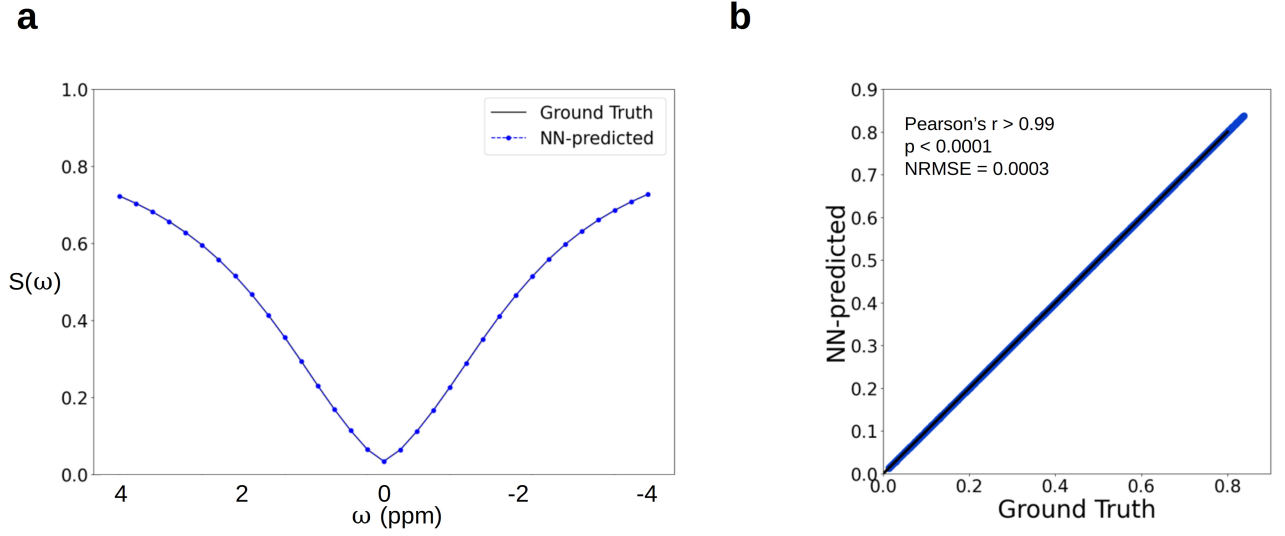 a
b
1.0
0.8
0.6
0.4
0.2
0.0
S(ω)
Ground Truth
NN-predicted
4
2
0
-2
-4
ω (ppm)
0.9
0.8
0.7
0.6
0.5
0.4
0.3
0.2
0.1
0.0
NN-predicted
Pearson's r > 0.99
p < 0.0001
NRMSE = 0.0003
0.0
0.2
0.4
0.6
0.8
Ground Truth